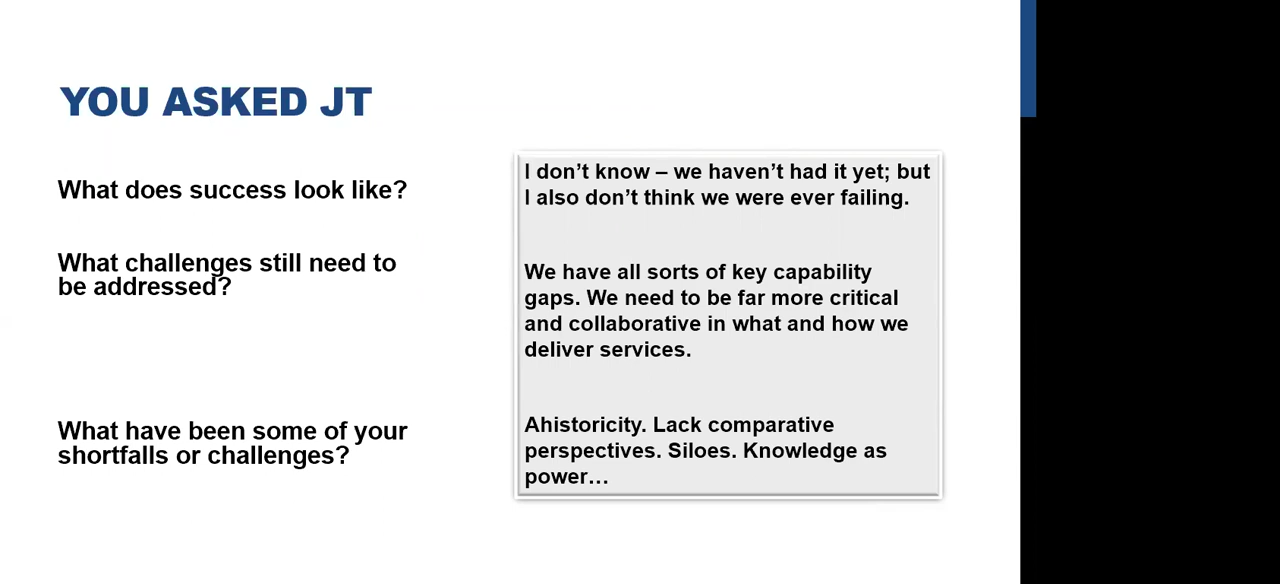 YOU ASKED JT
What does success look like?
I don’t know – we haven’t had it yet; but
I also don’t think we were ever failing.
What challenges still need to
be addressed?
We have all sorts of key capability
gaps. We need to be far more critical
and collaborative in what and how we
deliver services.
What have been some of your
shortfalls or challenges?
Ahistoricity. Lack comparative
perspectives. Siloes. Knowledge as
power…